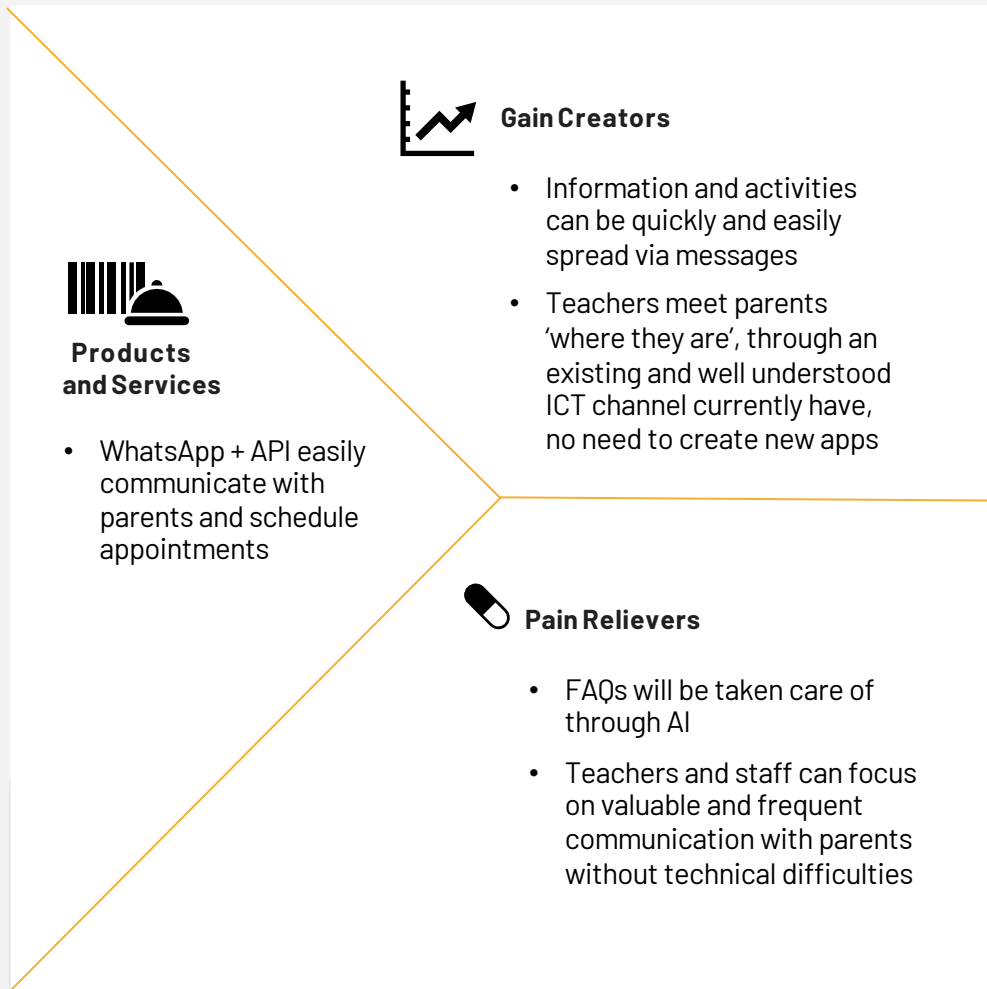 Gain Creators
• Information and activities
can be quickly and easily
spread via messages
• Teachers meet parents
‘where they are’, through an
existing and well understood
ICT channel currently have,
no need to create new apps
Products
and Services
• WhatsApp + API easily
communicate with
parents and schedule
appointments
Pain Relievers
• FAQs will be taken care of
through AI
• Teachers and staff can focus
on valuable and frequent
communication with parents
without technical difficulties